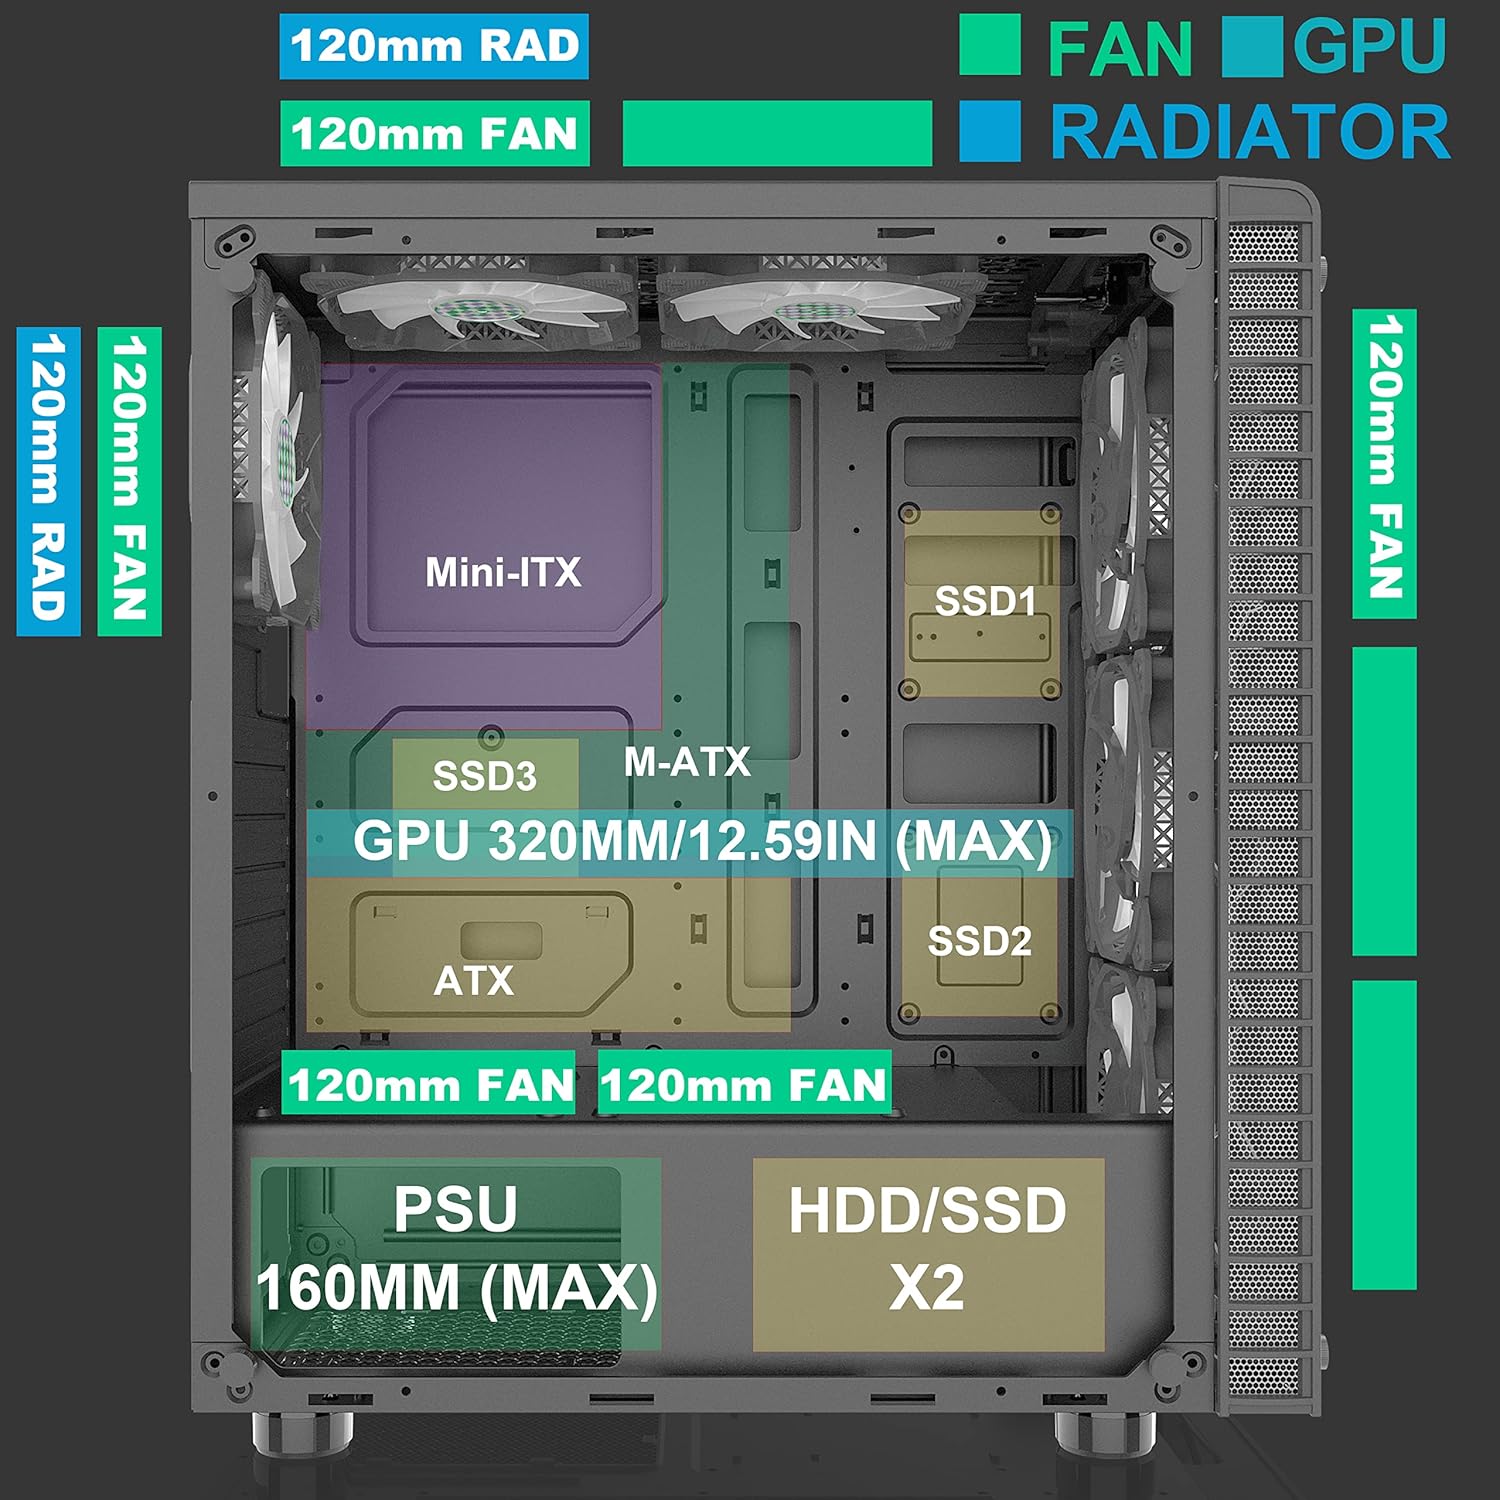 120mm RAD
FAN
GPU
120mm FAN
RADIATOR
120mm RAD
120mm FAN
120mm FAN
Mini-ITX
SSD1
M-ATX
SSD3
GPU 320MM/12.59IN (MAX)
SSD2
ATX
120mm FAN
120mm FAN
PSU
160MM (MAX)
HDD/SSD
X2